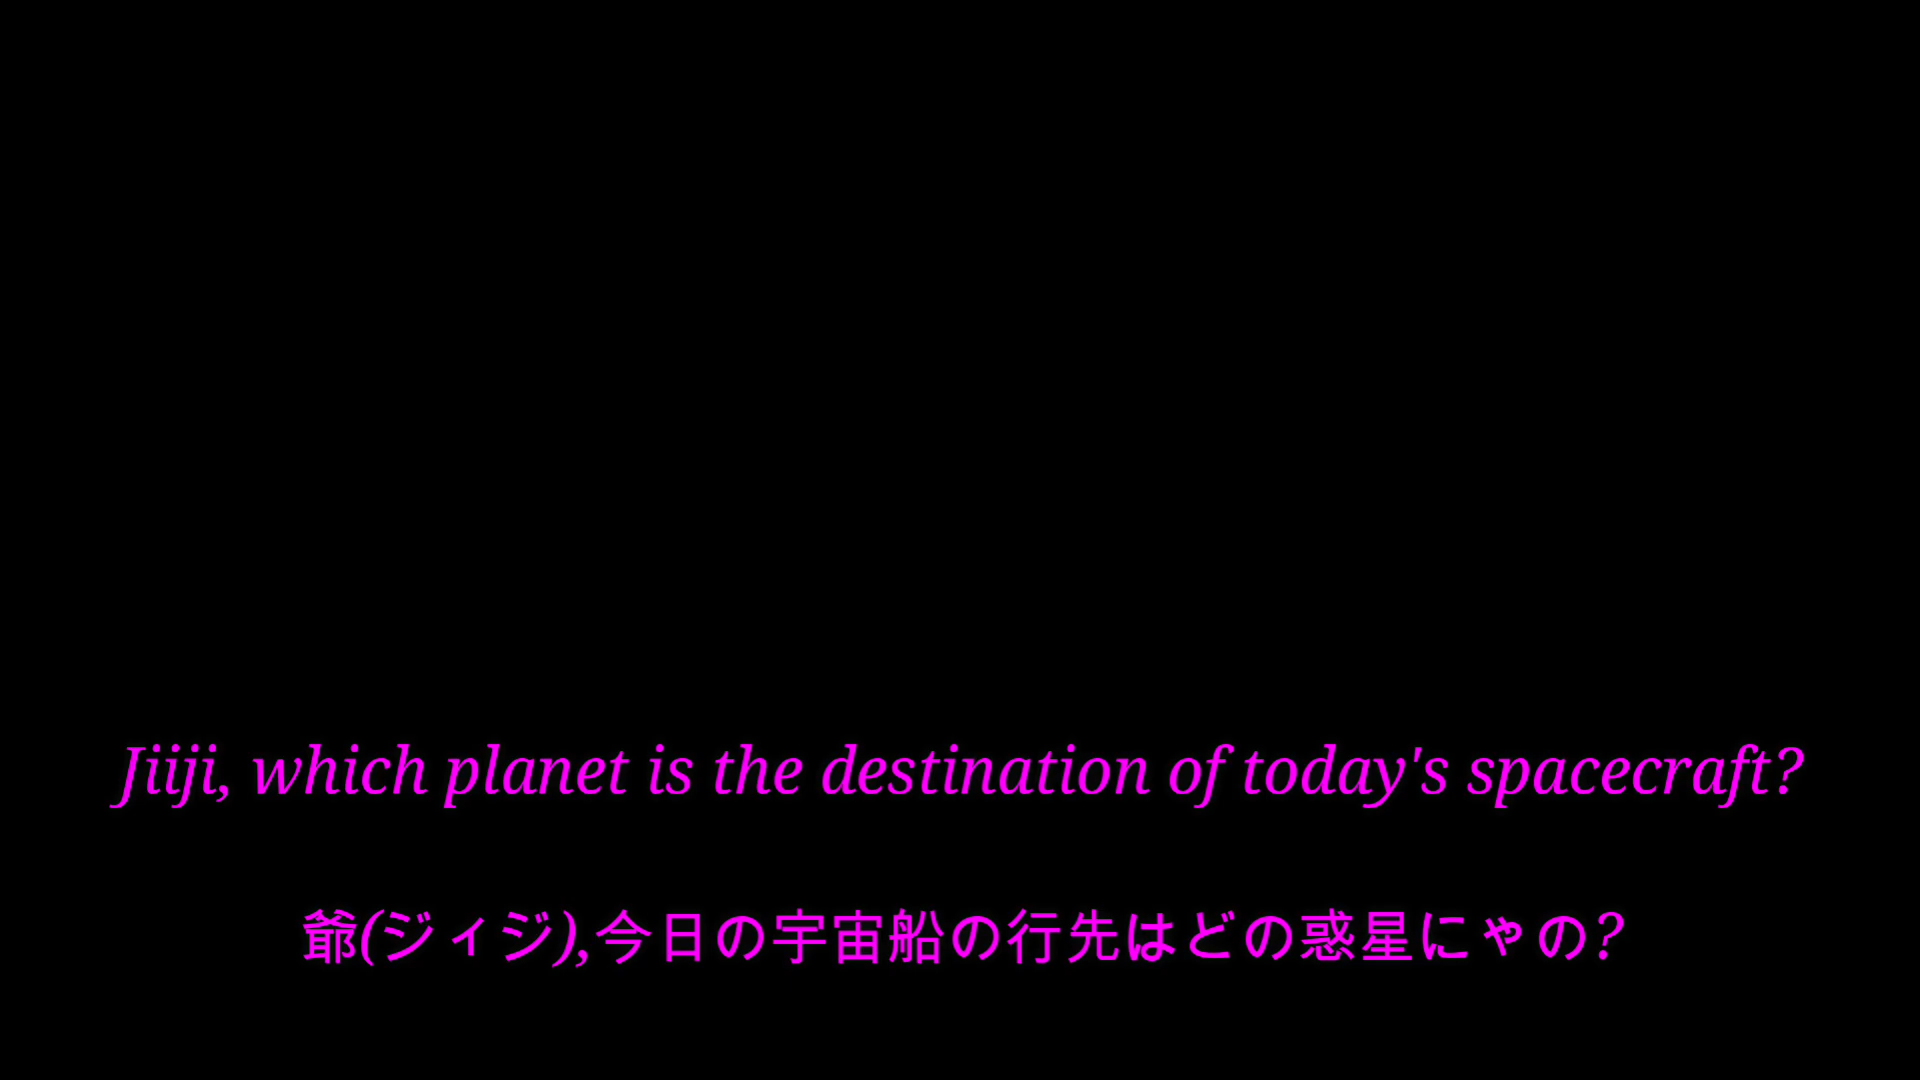 Jiiji, which planet is the destination of today's spacecraft?
爺(ジィジ),今日の宇宙船の行先はどの惑星にゃの?